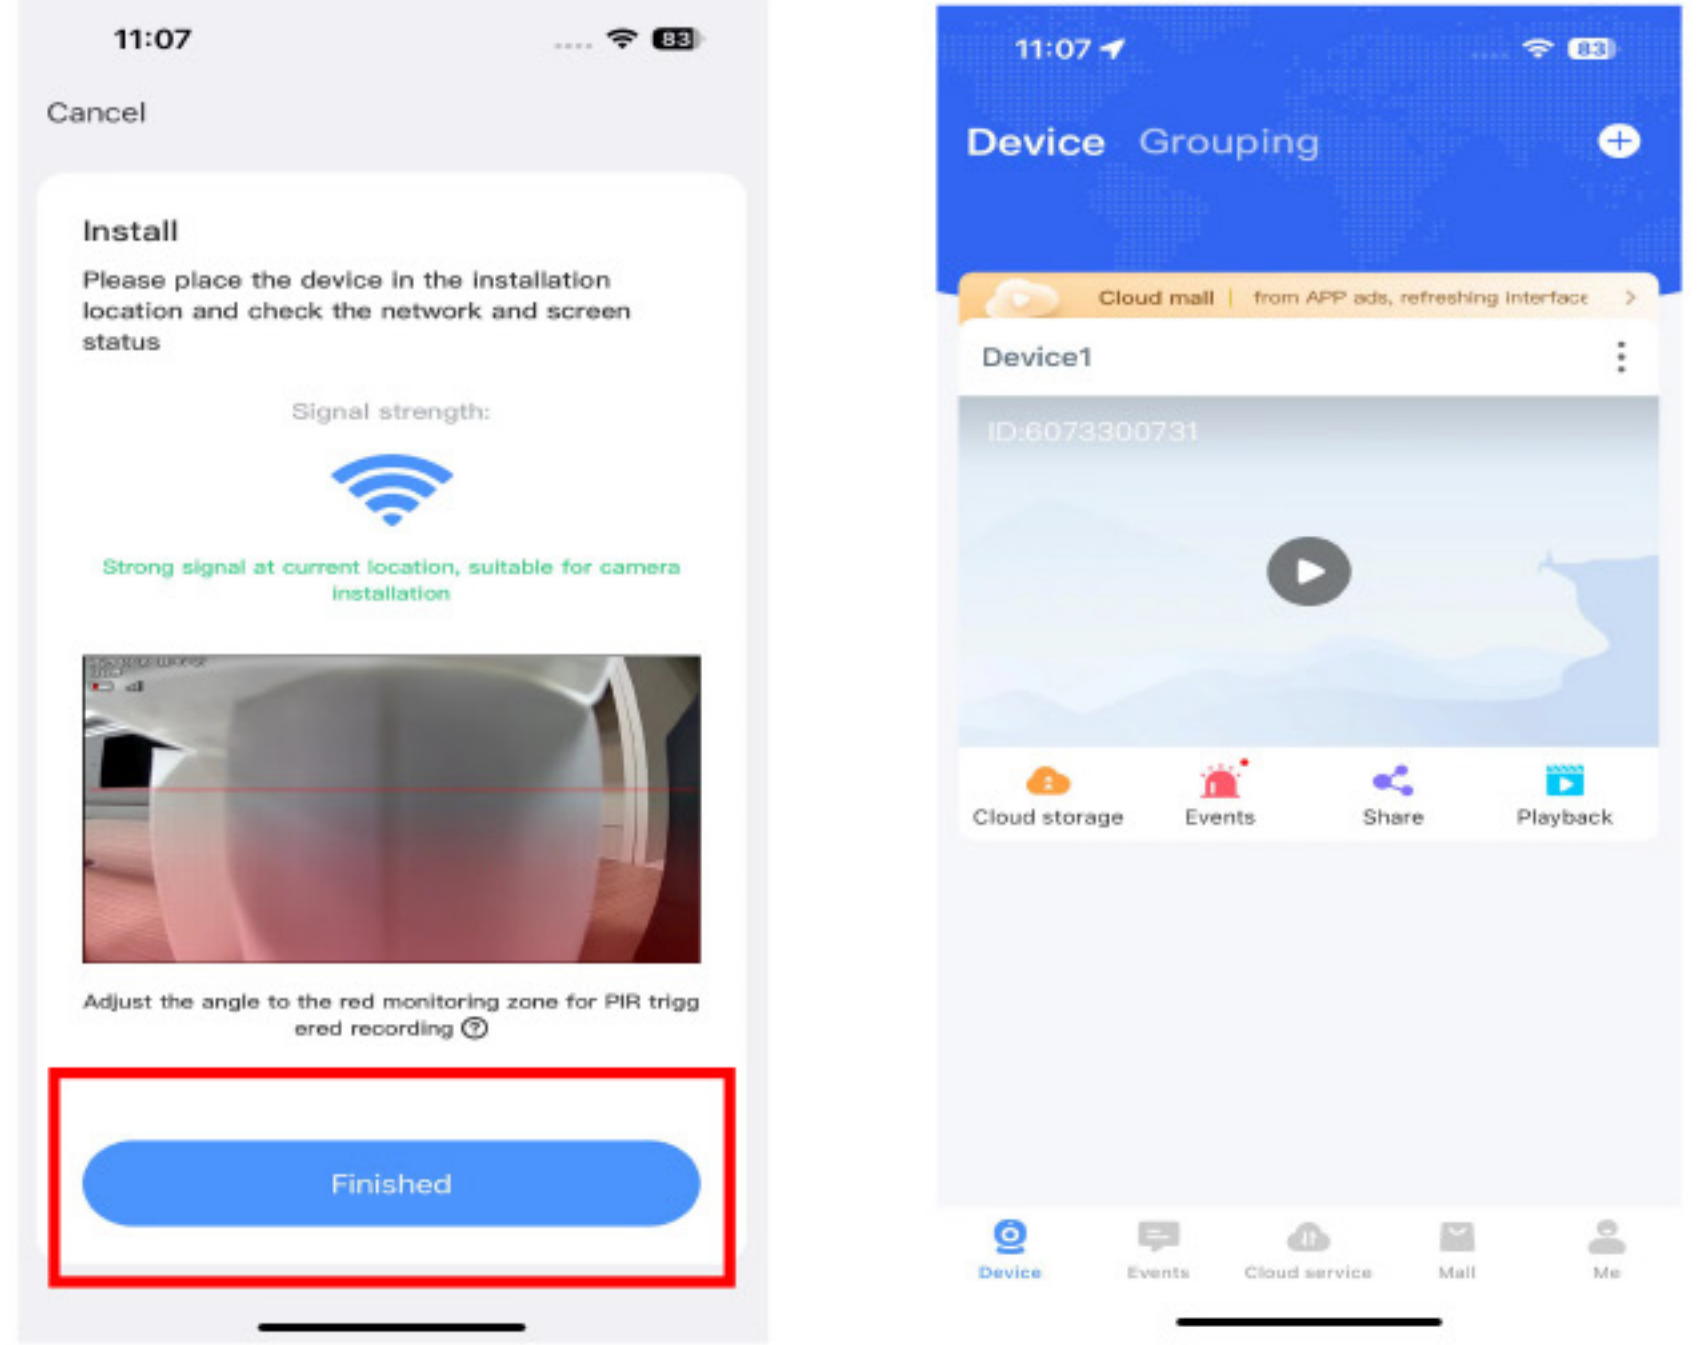 11:07
83
Cancel
Install
Please place the device in the installation
location and check the network and screen
status
Signal strength:
Strong signal at current location, suitable for camera
installation
Adjust the angle to the red monitoring zone for PIR trigg
ered recording ?
Finished
11:07
83
Device Grouping
Cloud mall | from APP ads, refreshing interface >
Device1
ID:6073300731
Cloud storage Events Share Playback
Device Events Cloud service Mall Me